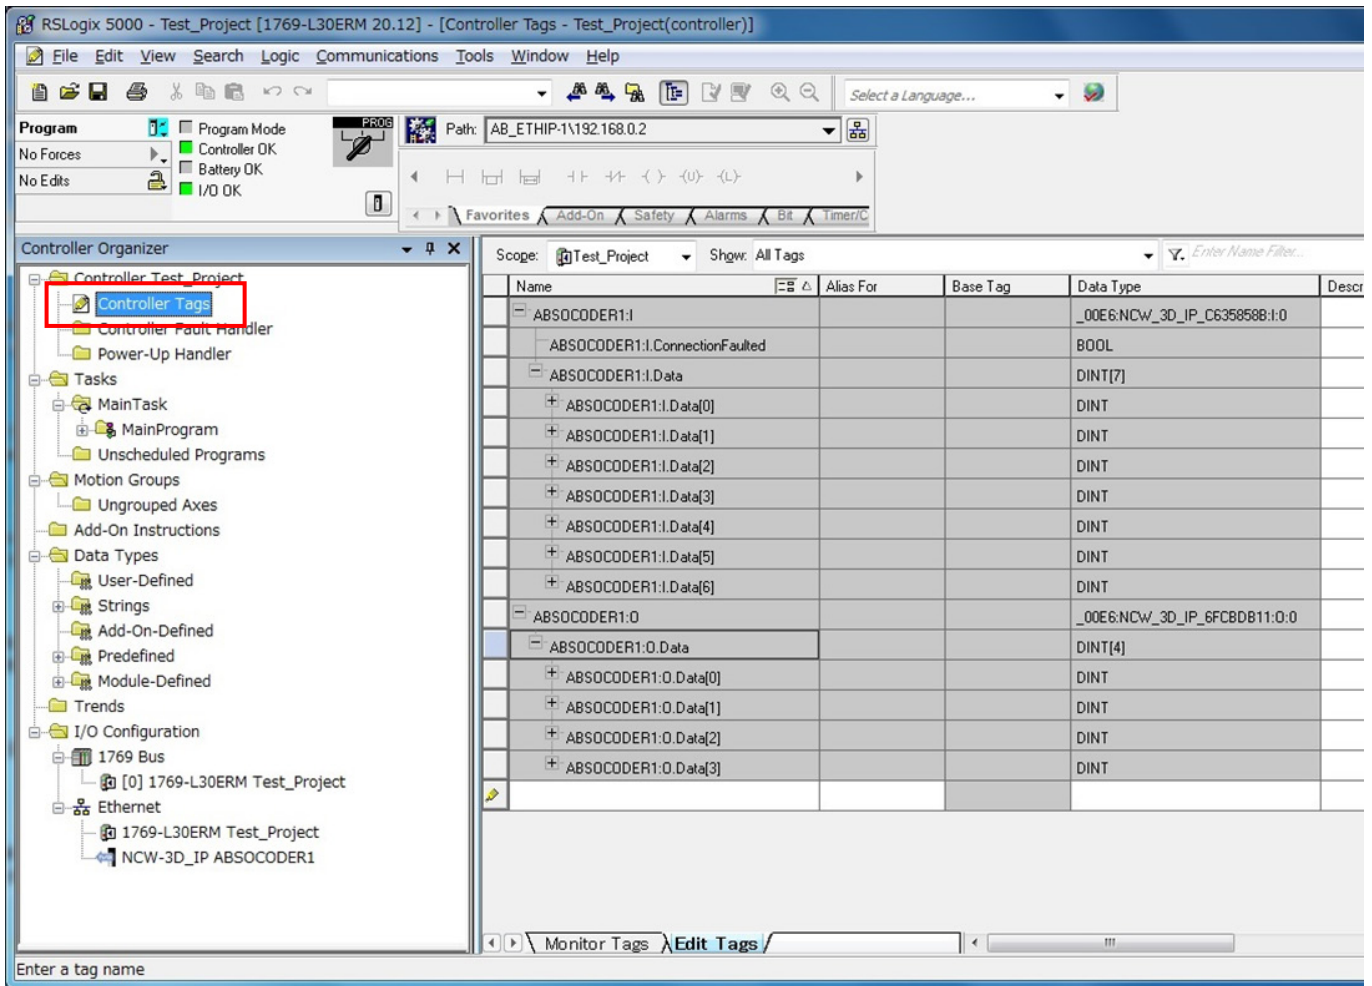 RSLogix 5000 - Test_Project [1769-L30ERM 20.12] - [Controller Tags - Test_Project(controller)]
File Edit View Search Logic Communications Tools Window Help
Select a Language...
Program
No Forces
No Edits
Program Mode
Controller OK
Battery OK
I/O OK
PROG
Path: AB_ETHIP-1\192.168.0.2
Favorites Add-On Safety Alarms Bit Timer/C
Controller Organizer
Controller Test_Project
Controller Tags
Controller Fault Handler
Power-Up Handler
Tasks
MainTask
MainProgram
Unscheduled Programs
Motion Groups
Ungrouped Axes
Add-On Instructions
Data Types
User-Defined
Strings
Add-On-Defined
Predefined
Module-Defined
Trends
I/O Configuration
1769 Bus
[0] 1769-L30ERM Test_Project
Ethernet
1769-L30ERM Test_Project
NCW-3D_IP ABSOCODER1
Scope: Test_Project Show: All Tags Enter Name Filter...
Name Alias For Base Tag Data Type Descr
ABSOCODER1:I _00E6:NCW_3D_IP_C635858B:I:0
ABSOCODER1:I.ConnectionFaulted BOOL
ABSOCODER1:I.Data DINT[7]
ABSOCODER1:I.Data[0] DINT
ABSOCODER1:I.Data[1] DINT
ABSOCODER1:I.Data[2] DINT
ABSOCODER1:I.Data[3] DINT
ABSOCODER1:I.Data[4] DINT
ABSOCODER1:I.Data[5] DINT
ABSOCODER1:I.Data[6] DINT
ABSOCODER1:O _00E6:NCW_3D_IP_6FCBDB11:O:0
ABSOCODER1:O.Data DINT[4]
ABSOCODER1:O.Data[0] DINT
ABSOCODER1:O.Data[1] DINT
ABSOCODER1:O.Data[2] DINT
ABSOCODER1:O.Data[3] DINT
Monitor Tags Edit Tags
Enter a tag name